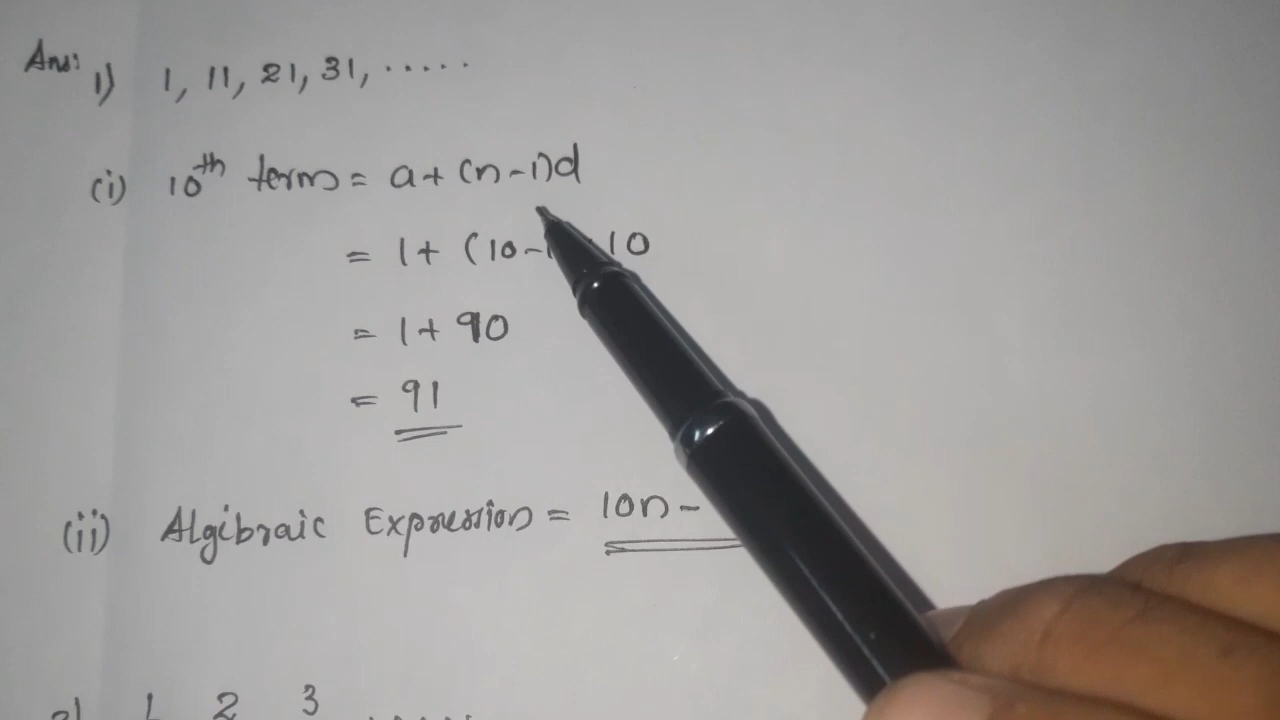 Ans: 1) 1, 11, 21, 31, .....
(i) 10th term = a + (n-1)d
= 1 + (10- 10
= 1 + 90
= 91
(ii) Algibraic Expression = 10n -
2) 1 2 3 .....